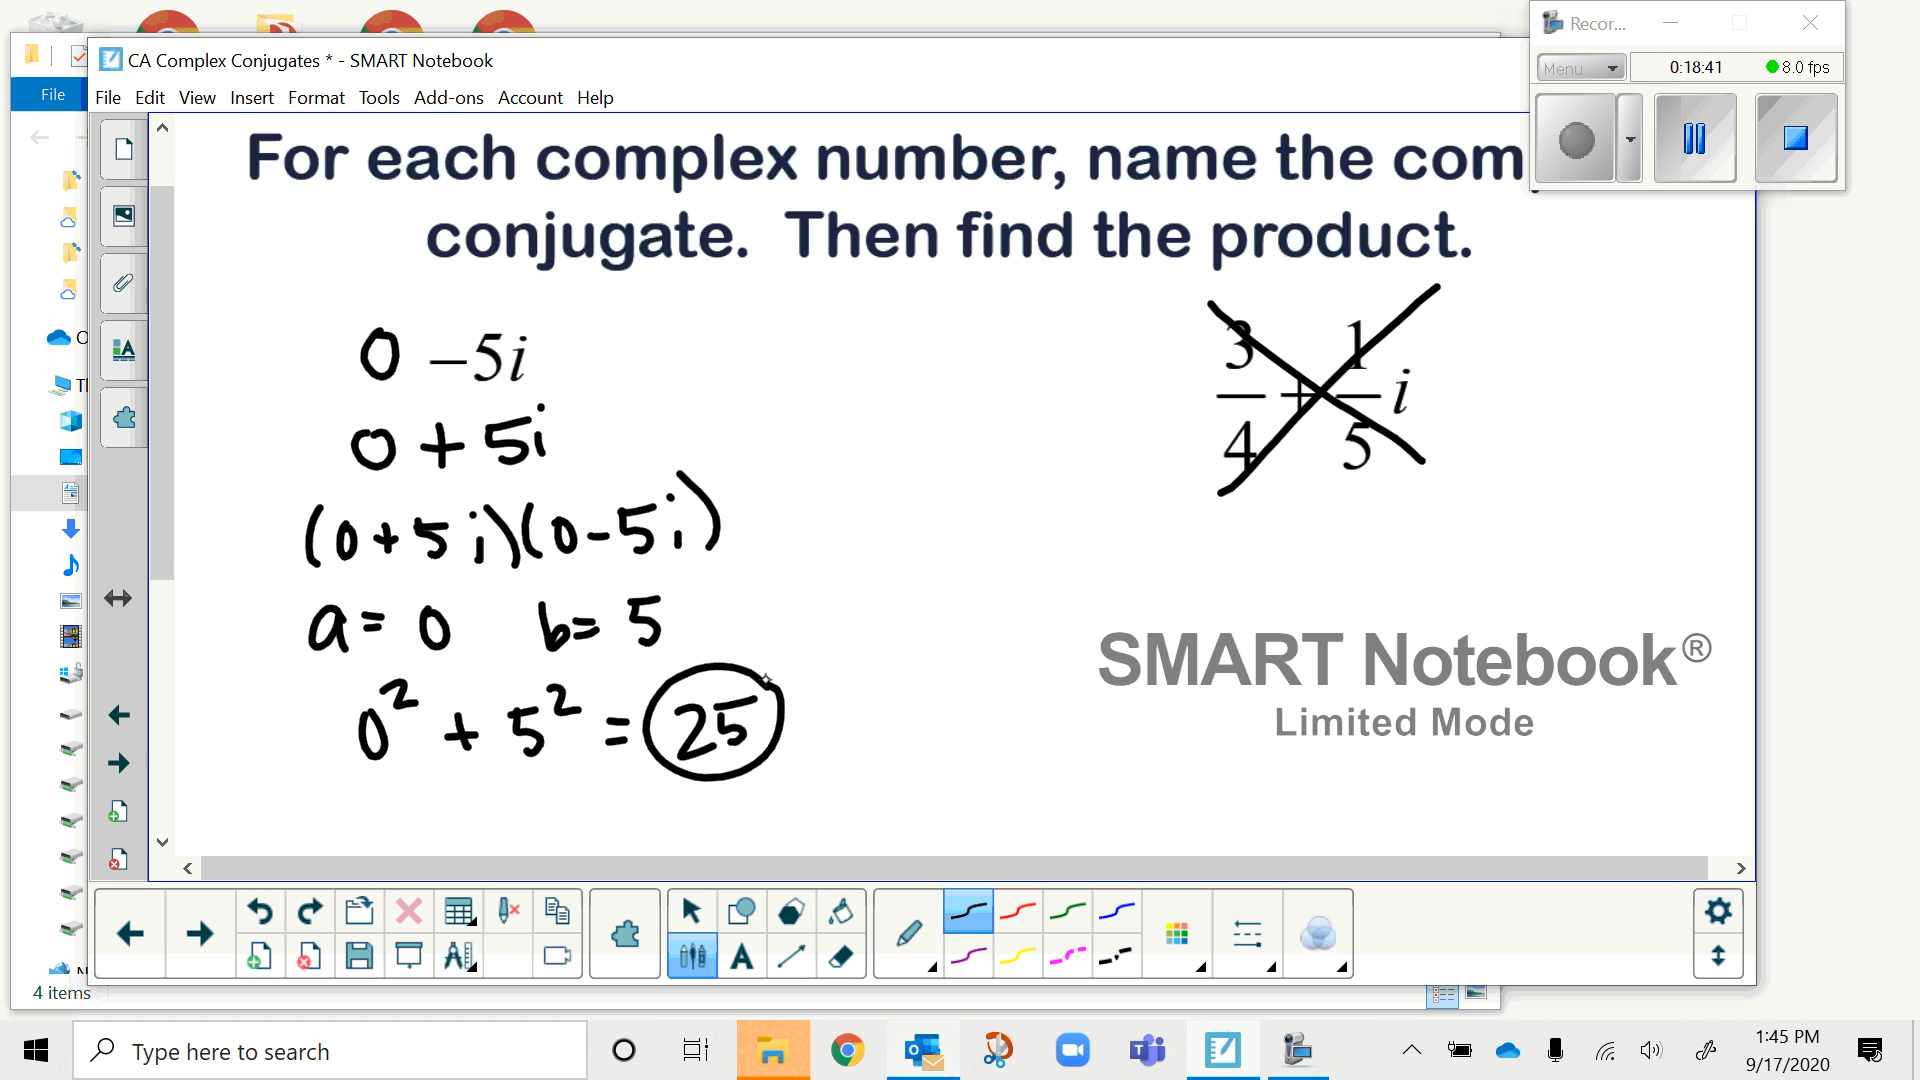 Recor...
Menu
0:18:41
8.0 fps
File
CA Complex Conjugates * - SMART Notebook
File Edit View Insert Format Tools Add-ons Account Help
For each complex number, name the com
conjugate. Then find the product.
0 −5i
0 + 5i
(0+5i)(0-5i)
a = 0 b = 5
0² + 5² = 25
3/4 + 1/5 i
SMART Notebook®
Limited Mode
4 items
Type here to search
1:45 PM
9/17/2020